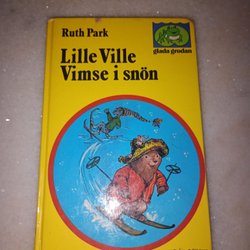 Ruth Park
glada grodan
Lille Ville
Vimse i snön